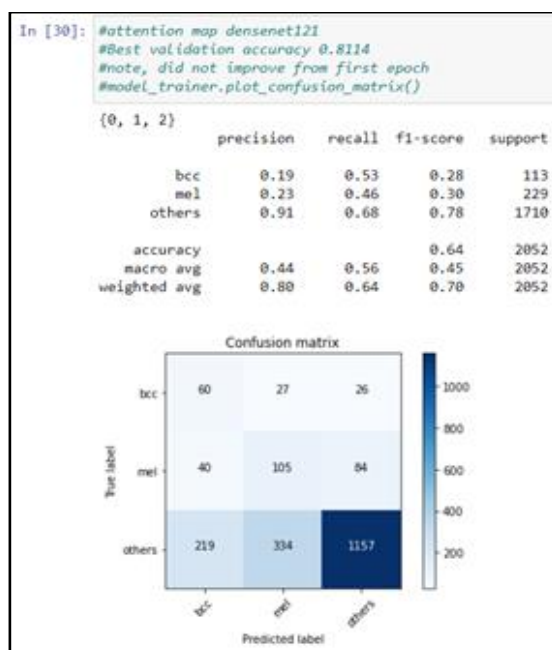 In [30]: #attention map densenet121
#Best validation accuracy 0.8114
#note, did not improve from first epoch
#model_trainer.plot_confusion_matrix()
{0, 1, 2}
precision recall f1-score support
bcc 0.19 0.53 0.28 113
mel 0.23 0.46 0.30 229
others 0.91 0.68 0.78 1710
accuracy 0.64 2052
macro avg 0.44 0.56 0.45 2052
weighted avg 0.80 0.64 0.70 2052
Confusion matrix
bcc 60 27 26
mel 40 105 84
others 219 334 1157
bcc mel others
Predicted label
True label
1000
800
600
400
200